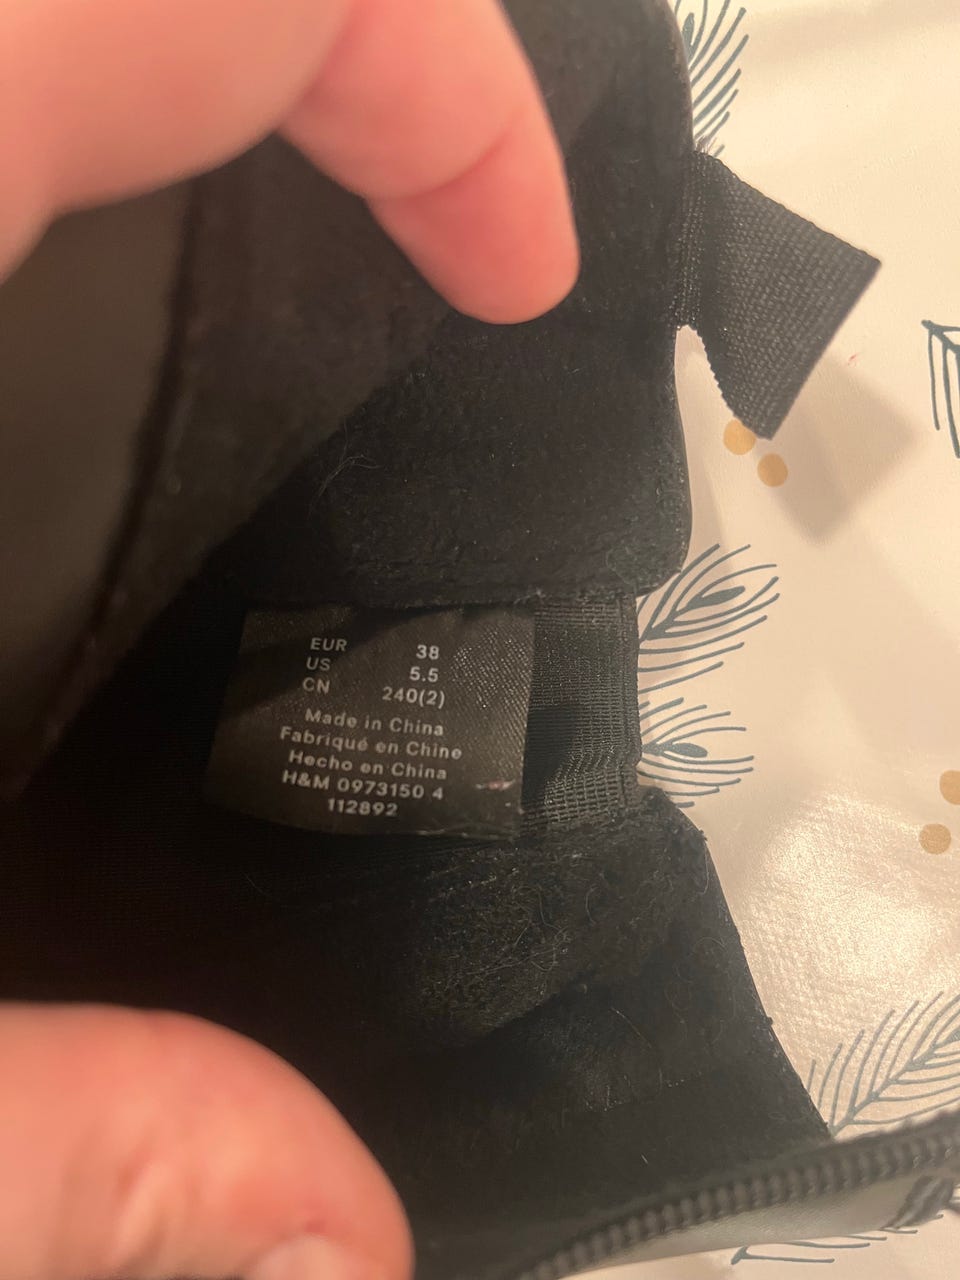 EUR 38
US 5.5
CN 240(2)
Made in China
Fabriqué en Chine
Hecho en China
H&M 0973150 4
112892